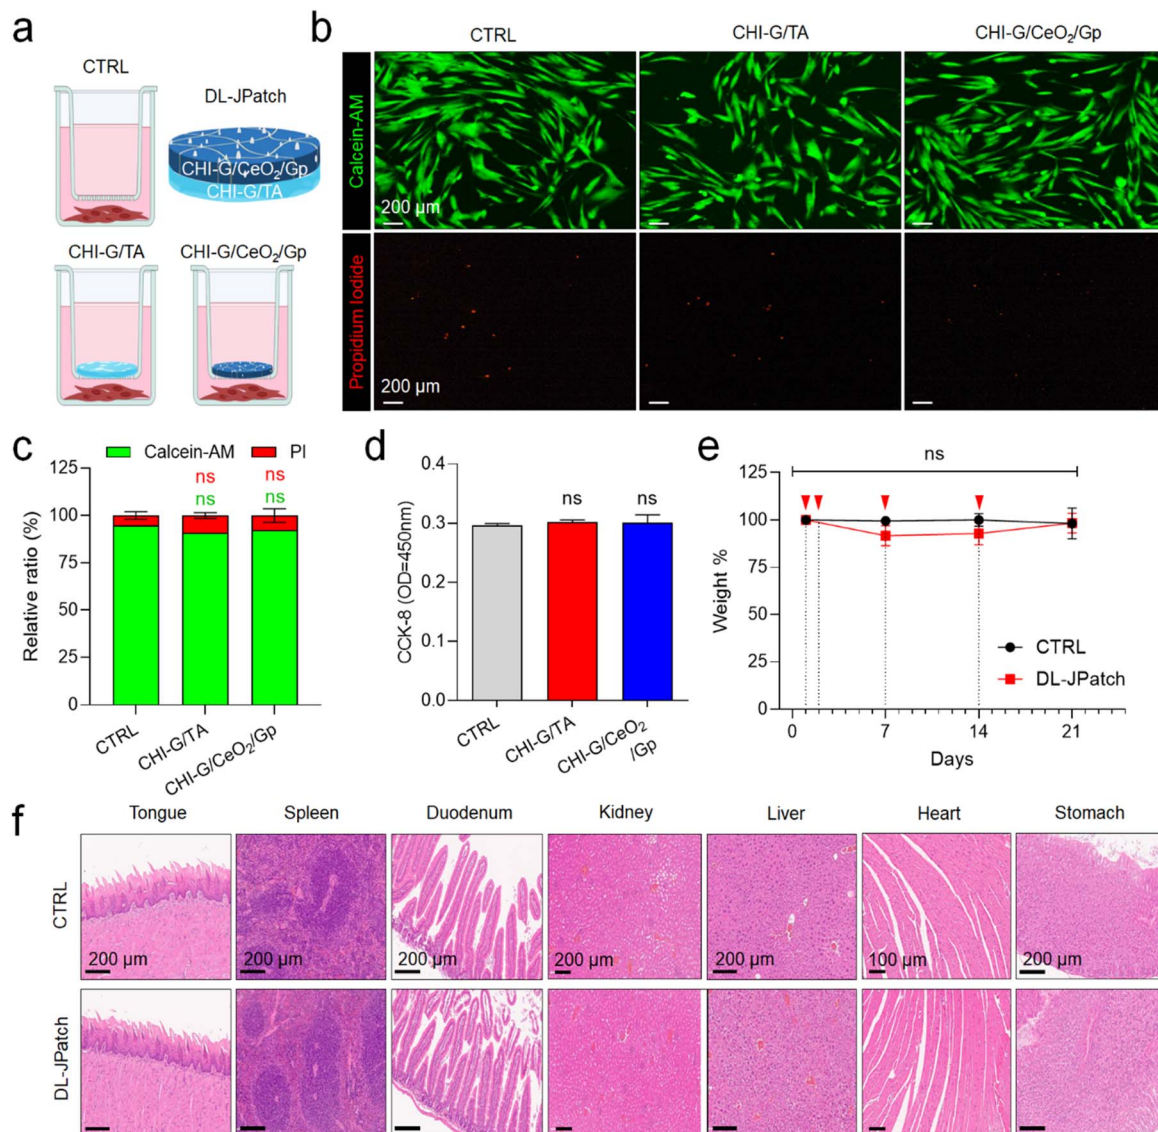 a
CTRL
DL-JPatch
CHI-G/CeO₂/Gp
CHI-G/TA
CHI-G/TA
CHI-G/CeO₂/Gp
b
CTRL
CHI-G/TA
CHI-G/CeO₂/Gp
Calcein-AM
200 μm
Propidium Iodide
200 μm
c
Calcein-AM
PI
Relative ratio (%)
125
100
75
50
25
0
ns
ns
ns
ns
CTRL
CHI-G/TA
CHI-G/CeO₂/Gp
d
CCK-8 (OD=450nm)
0.4
0.3
0.2
0.1
0.0
ns
ns
CTRL
CHI-G/TA
CHI-G/CeO₂
/Gp
e
Weight %
125
100
75
50
25
0
ns
CTRL
DL-JPatch
0
7
14
21
Days
f
Tongue
Spleen
Duodenum
Kidney
Liver
Heart
Stomach
CTRL
200 μm
200 μm
200 μm
200 μm
200 μm
100 μm
200 μm
DL-JPatch